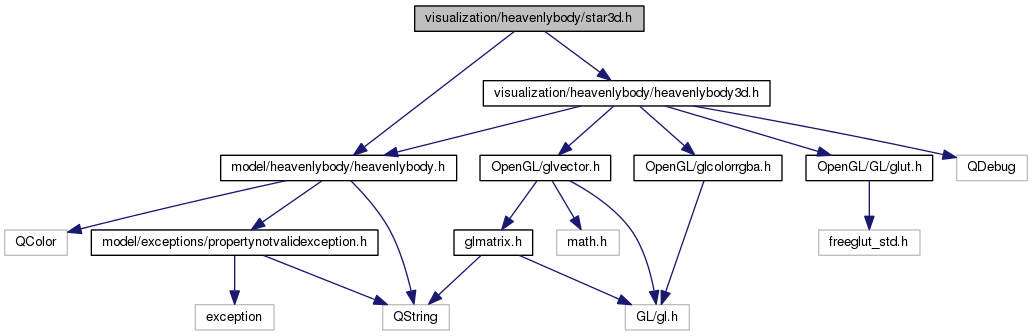 visualization/heavenlybody/star3d.h
visualization/heavenlybody/heavenlybody3d.h
model/heavenlybody/heavenlybody.h
OpenGL/glvector.h
OpenGL/glcolorrgba.h
OpenGL/GL/glut.h
QDebug
QColor
model/exceptions/propertynotvalidexception.h
glmatrix.h
math.h
freeglut_std.h
exception
QString
GL/gl.h